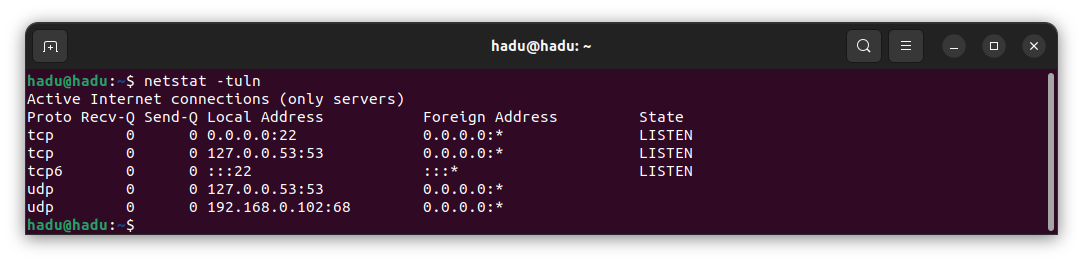 hadu@hadu: ~
hadu@hadu:~$ netstat -tuln
Active Internet connections (only servers)
Proto Recv-Q Send-Q Local Address           Foreign Address         State
tcp        0      0 0.0.0.0:22              0.0.0.0:*               LISTEN
tcp        0      0 127.0.0.53:53           0.0.0.0:*               LISTEN
tcp6       0      0 :::22                   :::*                    LISTEN
udp        0      0 127.0.0.53:53           0.0.0.0:*
udp        0      0 192.168.0.102:68        0.0.0.0:*
hadu@hadu:~$